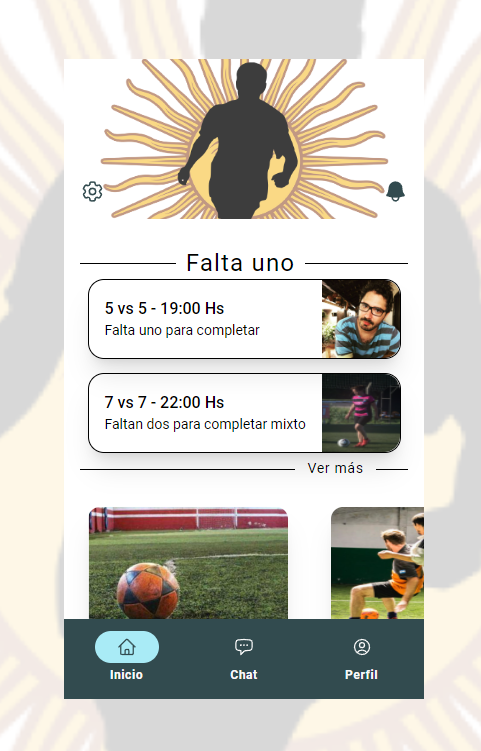 Falta uno
5 vs 5 - 19:00 Hs
Falta uno para completar
7 vs 7 - 22:00 Hs
Faltan dos para completar mixto
Ver más
Inicio
Chat
Perfil